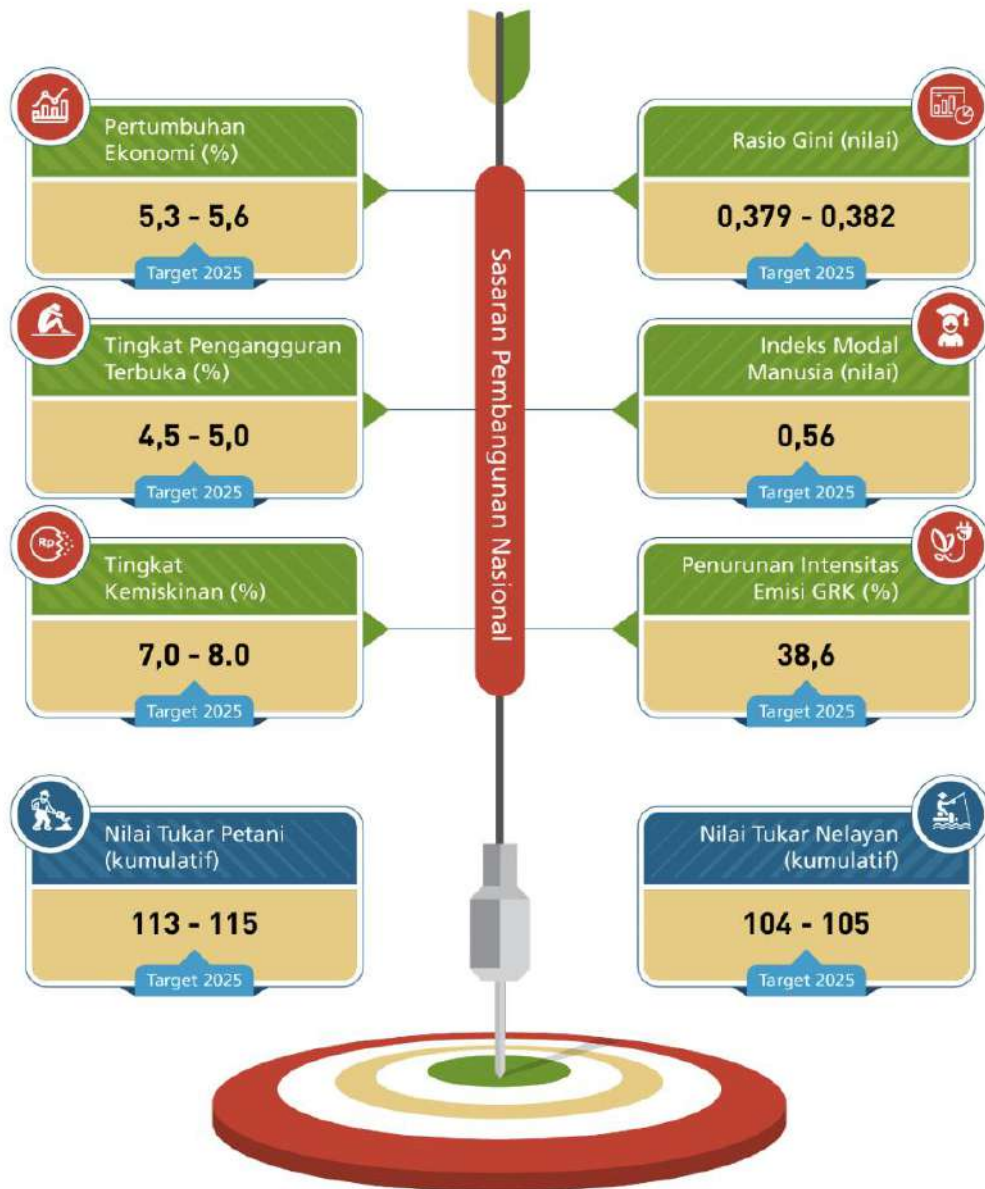 Pertumbuhan
Ekonomi (%)
5,3 - 5,6
Target 2025
Rasio Gini (nilai)
0,379 - 0,382
Target 2025
Sasaran Pembangunan Nasional
Tingkat Pengangguran
Terbuka (%)
4,5 - 5,0
Target 2025
Indeks Modal
Manusia (nilai)
0,56
Target 2025
Rp
Tingkat
Kemiskinan (%)
7,0 - 8.0
Target 2025
Penurunan Intensitas
Emisi GRK (%)
38,6
Target 2025
Nilai Tukar Petani
(kumulatif)
113 - 115
Target 2025
Nilai Tukar Nelayan
(kumulatif)
104 - 105
Target 2025